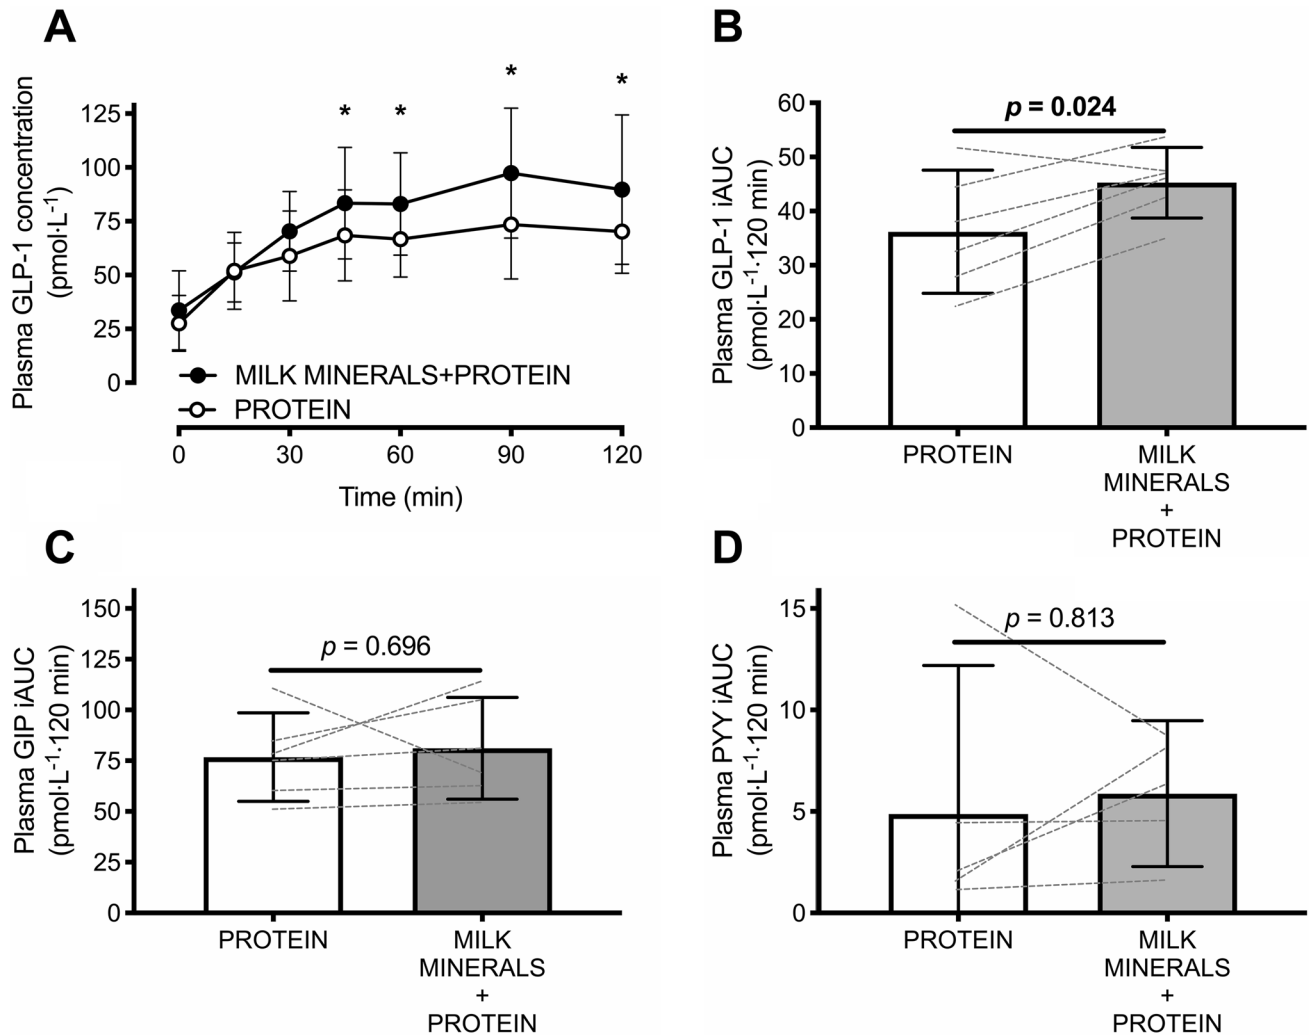 A
Plasma GLP-1 concentration
(pmol·L⁻¹)
125
100
75
50
25
0
*
*
*
*
MILK MINERALS+PROTEIN
PROTEIN
0
30
60
90
120
Time (min)
B
Plasma GLP-1 iAUC
(pmol·L⁻¹·120 min)
60
50
40
30
20
10
0
p = 0.024
PROTEIN
MILK
MINERALS
+
PROTEIN
C
Plasma GIP iAUC
(pmol·L⁻¹·120 min)
150
125
100
75
50
25
0
p = 0.696
PROTEIN
MILK
MINERALS
+
PROTEIN
D
Plasma PYY iAUC
(pmol·L⁻¹·120 min)
15
10
5
0
p = 0.813
PROTEIN
MILK
MINERALS
+
PROTEIN